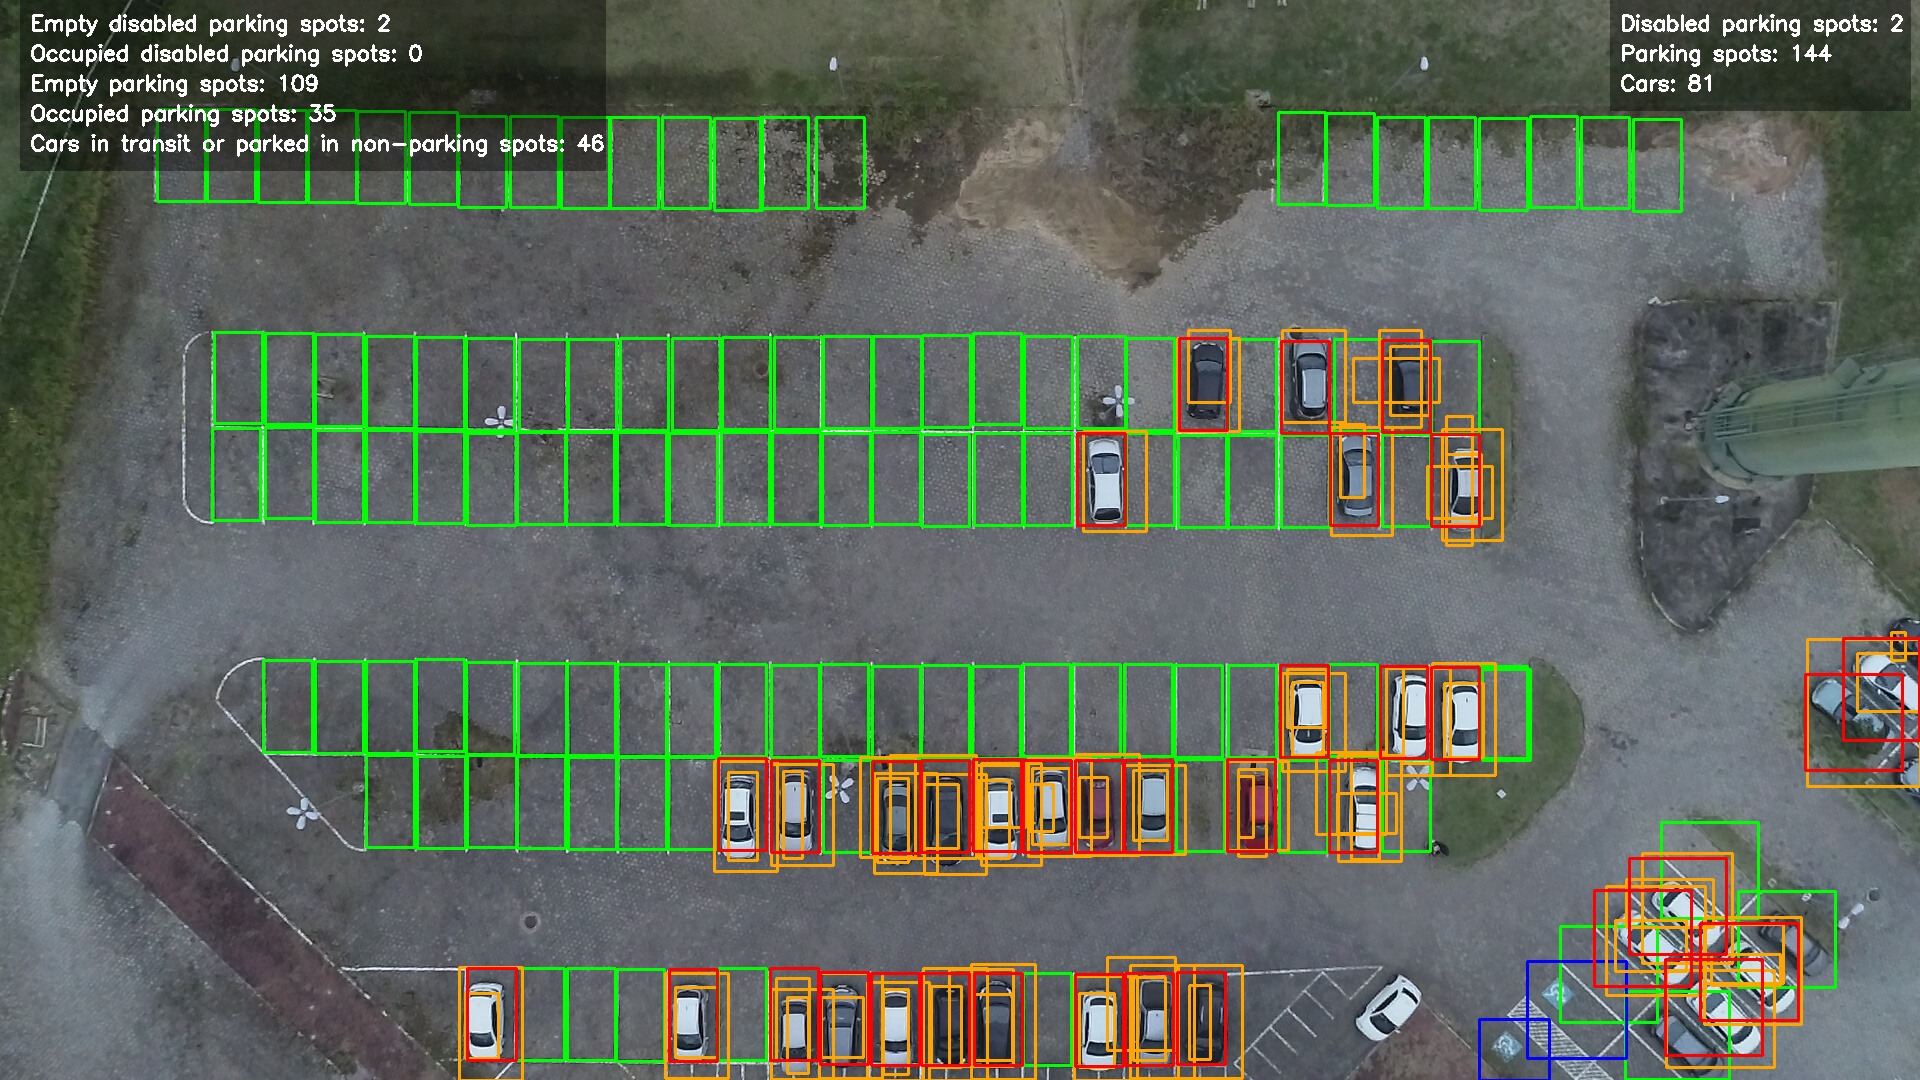 Empty disabled parking spots: 2
Occupied disabled parking spots: 0
Empty parking spots: 109
Occupied parking spots: 35
Cars in transit or parked in non-parking spots: 46
Disabled parking spots: 2
Parking spots: 144
Cars: 81